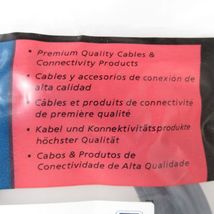 • Premium Quality Cables &
Connectivity Products
• Cables y accesorios de conexión de
alta calidad
• Câbles et produits de connectivité
de première qualité
• Kabel und Konnektivitätsprodukte
höchster Qualität
• Cabos & Produtos de
Conectividade de Alta Qualidade